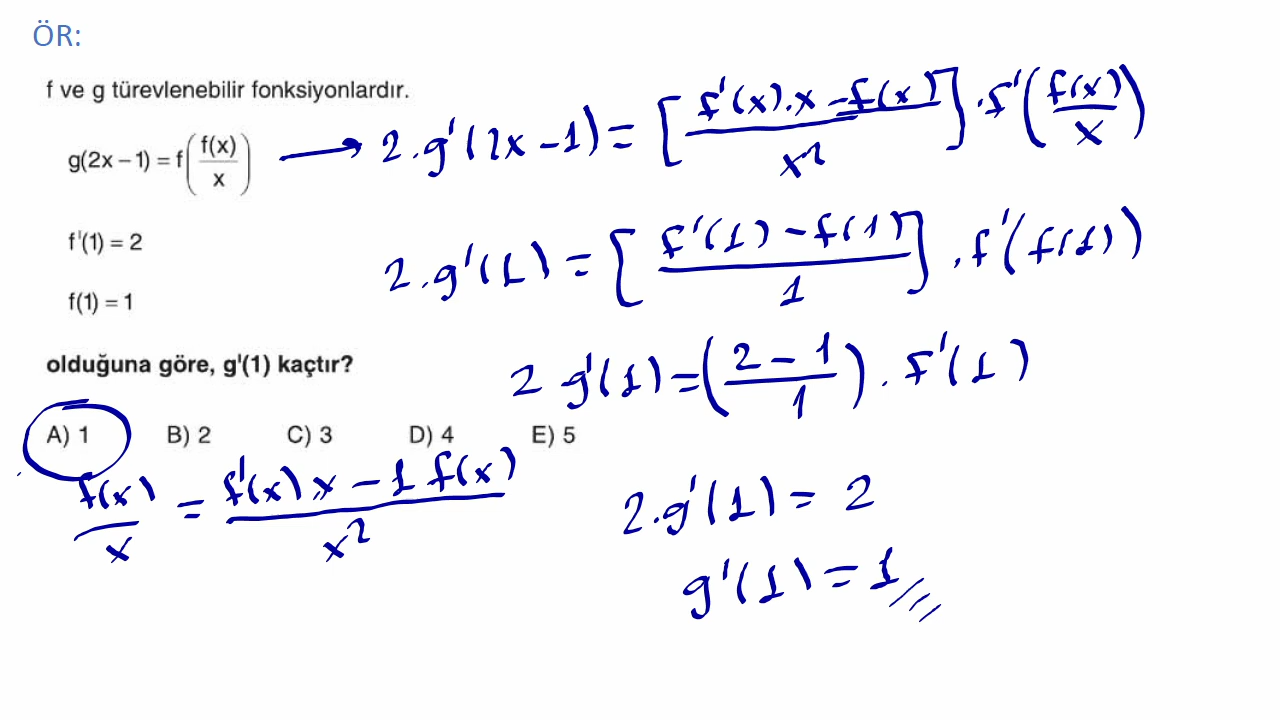 ÖR:
f ve g türevlenebilir fonksiyonlardır.
g(2x – 1) = f(f(x)/x) → 2.g'(2x – 1) = [f'(x).x – f(x)/x²].f'(f(x)/x)
f'(1) = 2
2.g'(1) = [f'(1) – f(1)/1].f'(f(1))
f(1) = 1
olduğuna göre, g'(1) kaçtır?
2 g'(1) = (2 – 1/1).f'(1)
A) 1 B) 2 C) 3 D) 4 E) 5
f(x)/x = f'(x) x – 1 f(x)/x²
2.g'(1) = 2
g'(1) = 1